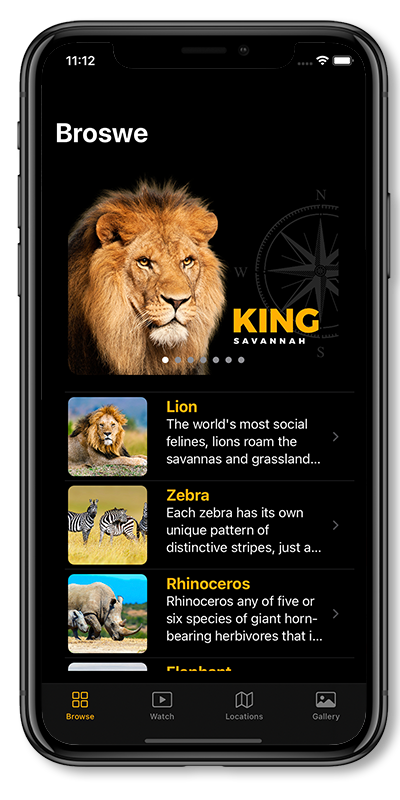 11:12
Broswe
N
W
KING
SAVANNAH
S
Lion
The world's most social
felines, lions roam the
savannas and grassland...
Zebra
Each zebra has its own
unique pattern of
distinctive stripes, just a...
Rhinoceros
Rhinoceros any of five or
six species of giant horn-
bearing herbivores that i...
Elephant
Browse
Watch
Locations
Gallery